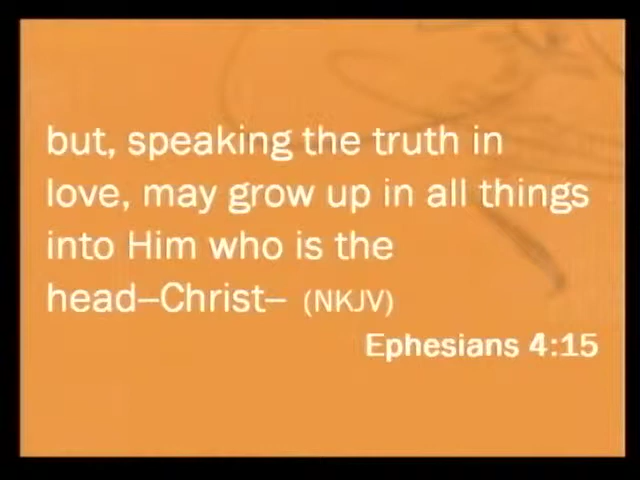 but, speaking the truth in
love, may grow up in all things
into Him who is the
head–Christ– (NKJV)
Ephesians 4:15